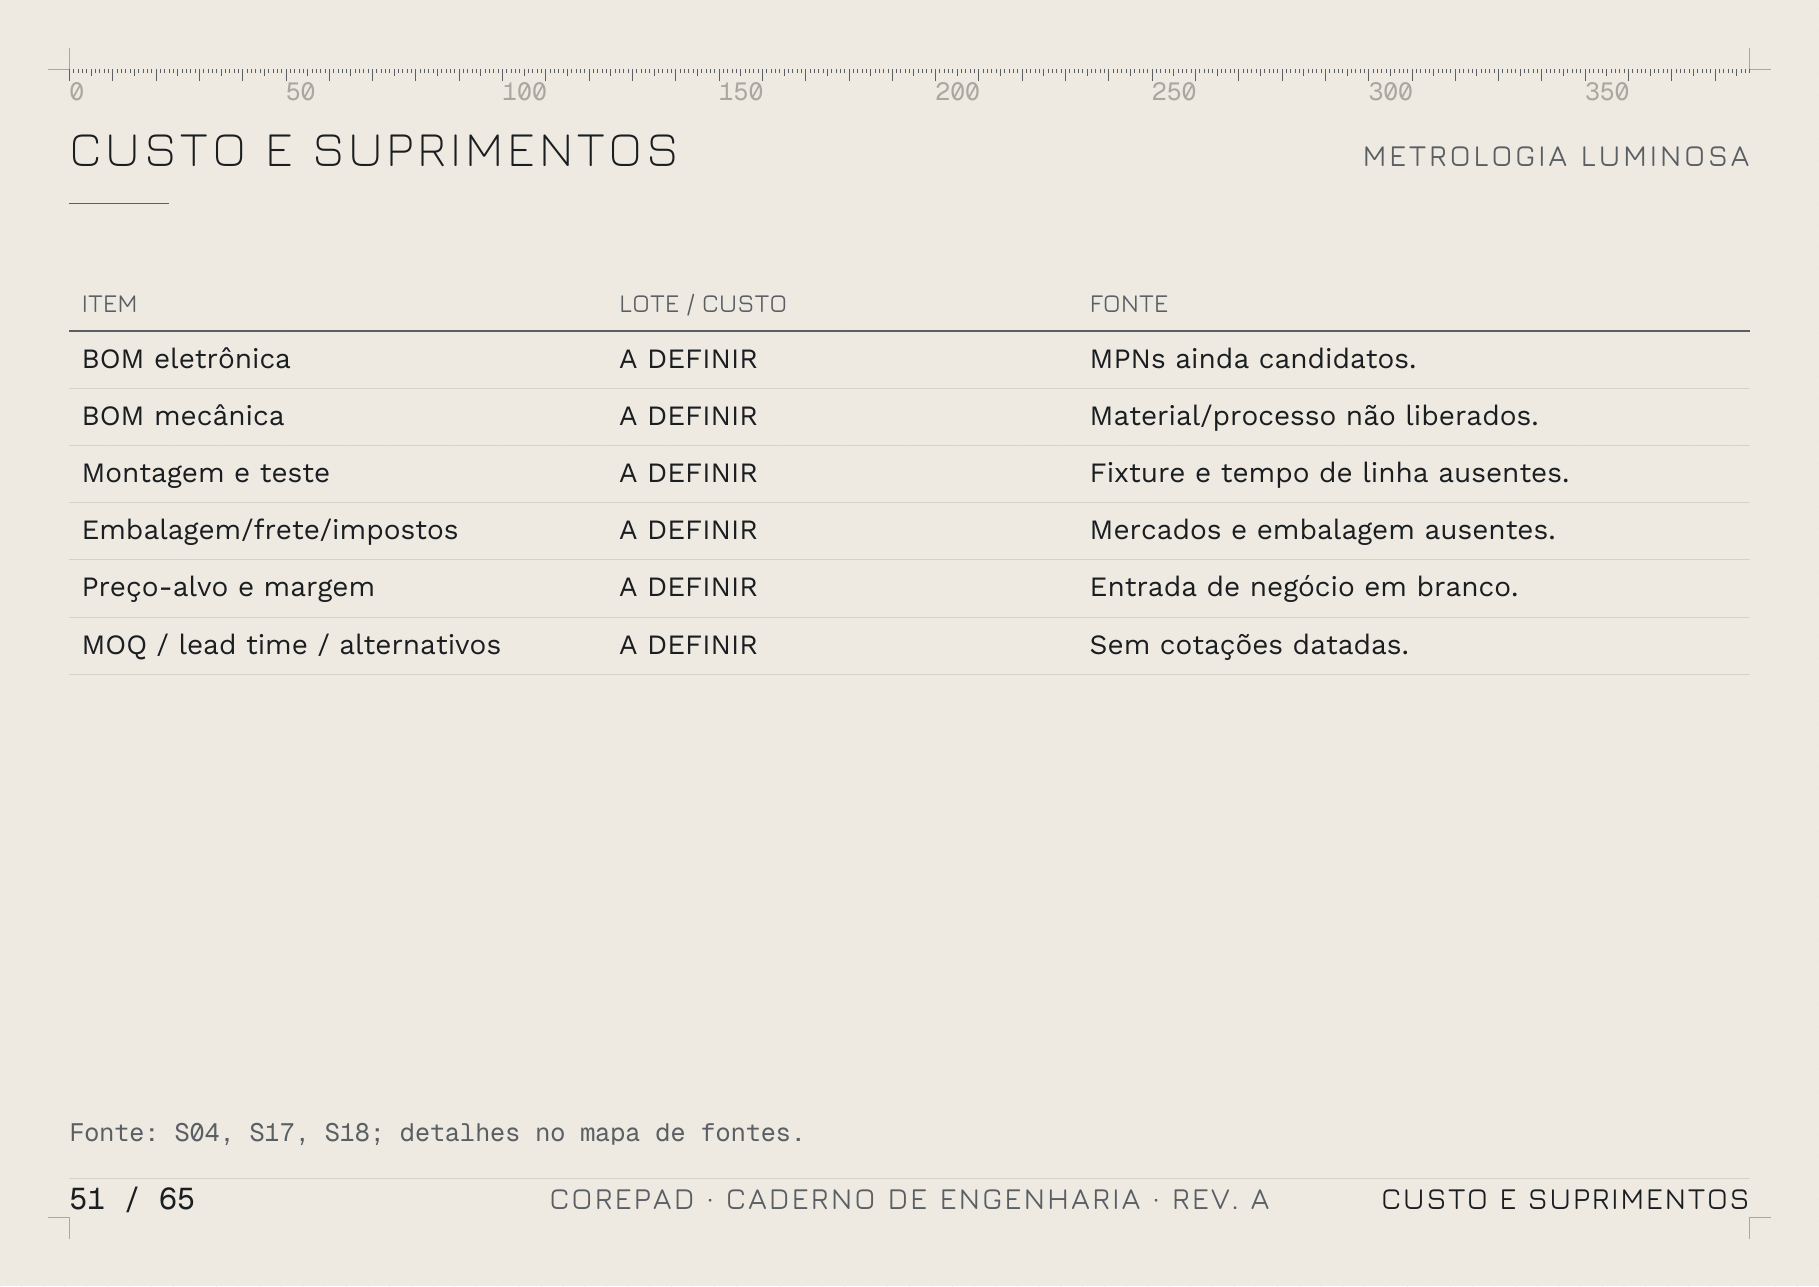 0 50 100 150 200 250 300 350
CUSTO E SUPRIMENTOS METROLOGIA LUMINOSA
ITEM LOTE / CUSTO FONTE
BOM eletrônica A DEFINIR MPNs ainda candidatos.
BOM mecânica A DEFINIR Material/processo não liberados.
Montagem e teste A DEFINIR Fixture e tempo de linha ausentes.
Embalagem/frete/impostos A DEFINIR Mercados e embalagem ausentes.
Preço-alvo e margem A DEFINIR Entrada de negócio em branco.
MOQ / lead time / alternativos A DEFINIR Sem cotações datadas.
Fonte: S04, S17, S18; detalhes no mapa de fontes.
51 / 65 COREPAD · CADERNO DE ENGENHARIA · REV. A CUSTO E SUPRIMENTOS